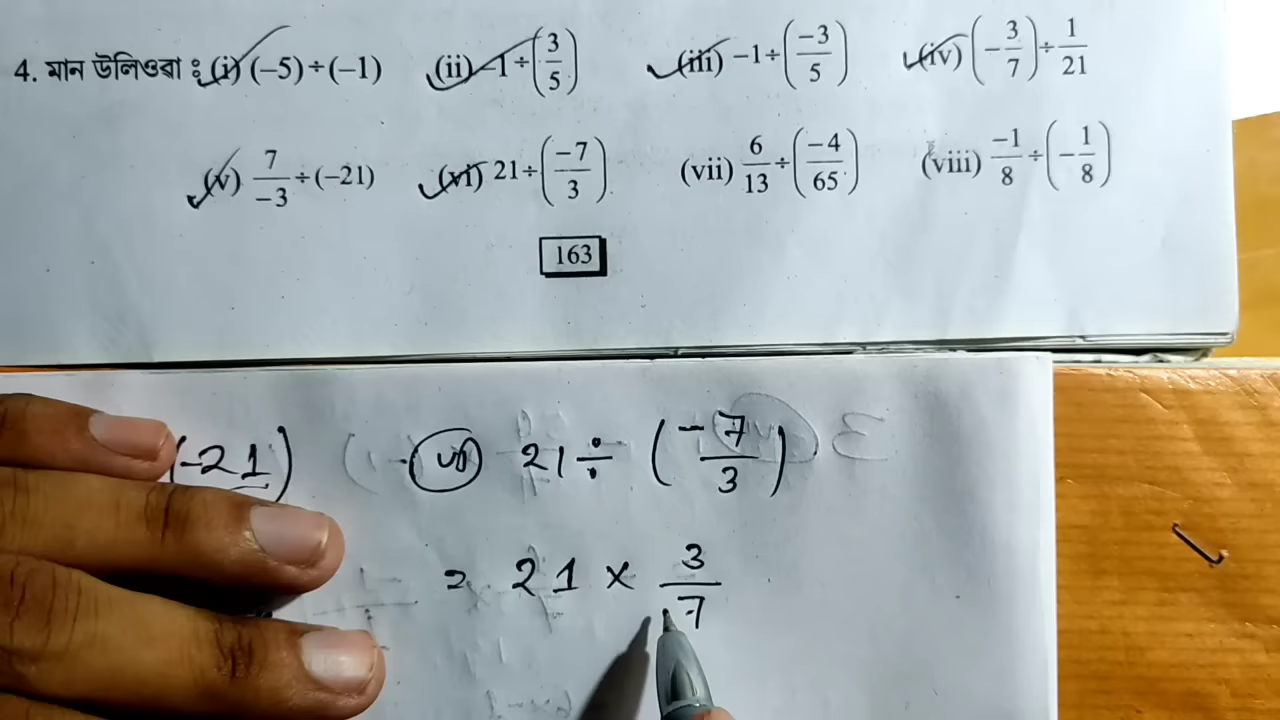 4. মান উলিওৱা : (i) (−5) ÷ (−1) (ii) −1 ÷ (3/5) (iii) −1 ÷ (−3/5) (iv) (−3/7) ÷ 1/21
(v) 7/−3 ÷ (−21) (vi) 21 ÷ (−7/3) (vii) 6/13 ÷ (−4/65) (viii) −1/8 ÷ (−1/8)
163
(−21) (vi) 21 ÷ (−7/3)
= 21 × 3/7